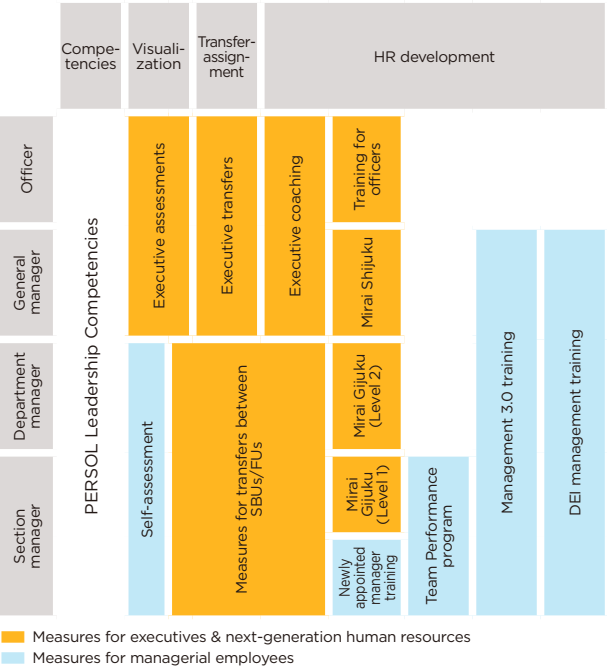 Compe-
tencies
Visuali-
zation
Transfer-
assign-
ment
HR development
Officer
General
manager
Department
manager
Section
manager
PERSOL Leadership Competencies
Executive assessments
Executive transfers
Executive coaching
Training for
officers
Mirai Shijuku
Self-assessment
Measures for transfers between
SBUs/FUs
Mirai Gijuku
(Level 2)
Mirai
Gijuku
(Level 1)
Newly
appointed
manager
training
Team Performance
program
Management 3.0 training
DEI management training
Measures for executives & next-generation human resources
Measures for managerial employees